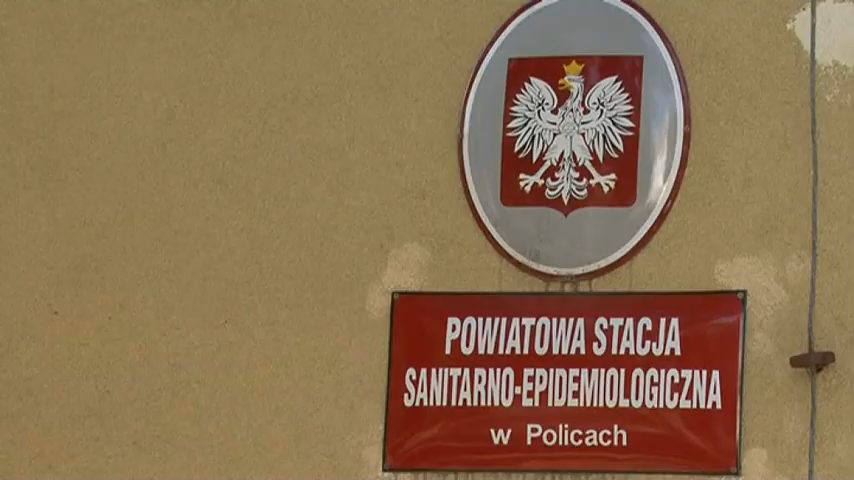 POWIATOWA STACJA
SANITARNO-EPIDEMIOLOGICZNA
w Policach